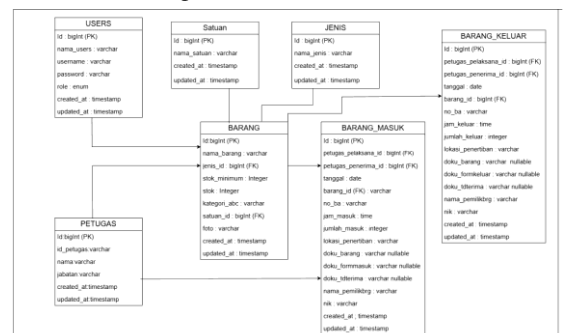 USERS
Id : bigint (PK)
nama_users : varchar
username : varchar
password : varchar
role : enum
created_at : timestamp
updated_at : timestamp
Satuan
Id : bigint (PK)
nama_satuan : varchar
created_at : timestamp
updated_at : timestamp
JENIS
Id : bigint (PK)
nama_jenis : varchar
created_at : timestamp
updated_at : timestamp
BARANG_KELUAR
Id : bigint (PK)
petugas_pelaksana_id : bigint (FK)
petugas_penerima_id : bigint (FK)
tanggal : date
barang_id : bigint (FK)
no_ba : varchar
jam_keluar : time
jumlah_keluar : integer
lokasi_penertiban : varchar
doku_barang : varchar nullable
doku_formkeluar : varchar nullable
doku_tdterima : varchar nullable
nama_pemilikbrg : varchar
nik : varchar
created_at : timestamp
updated_at : timestamp
BARANG
Id:bigint (PK)
nama_barang : varchar
jenis_id : bigint (FK)
stok_minimum : Integer
stok : Integer
kategori_abc : varchar
satuan_id : bigint (FK)
foto : varchar
created_at : timestamp
updated_at : timestamp
BARANG_MASUK
Id : bigint (PK)
petugas_pelaksana_id : bigint (FK)
petugas_penerima_id : bigint (FK)
tanggal : date
barang_id (FK) : varchar
no_ba : varchar
jam_masuk : time
jumlah_masuk : integer
lokasi_penertiban : varchar
doku_barang : varchar nullable
doku_formmasuk : varchar nullable
doku_tdterima : varchar nullable
nama_pemilikbrg : varchar
nik : varchar
created_at , timestamp
updated_at : timestamp
PETUGAS
Id:bigint (PK)
id_petugas:varchar
nama:varchar
jabatan:varchar
created_at:timestamp
updated_at:timestamp